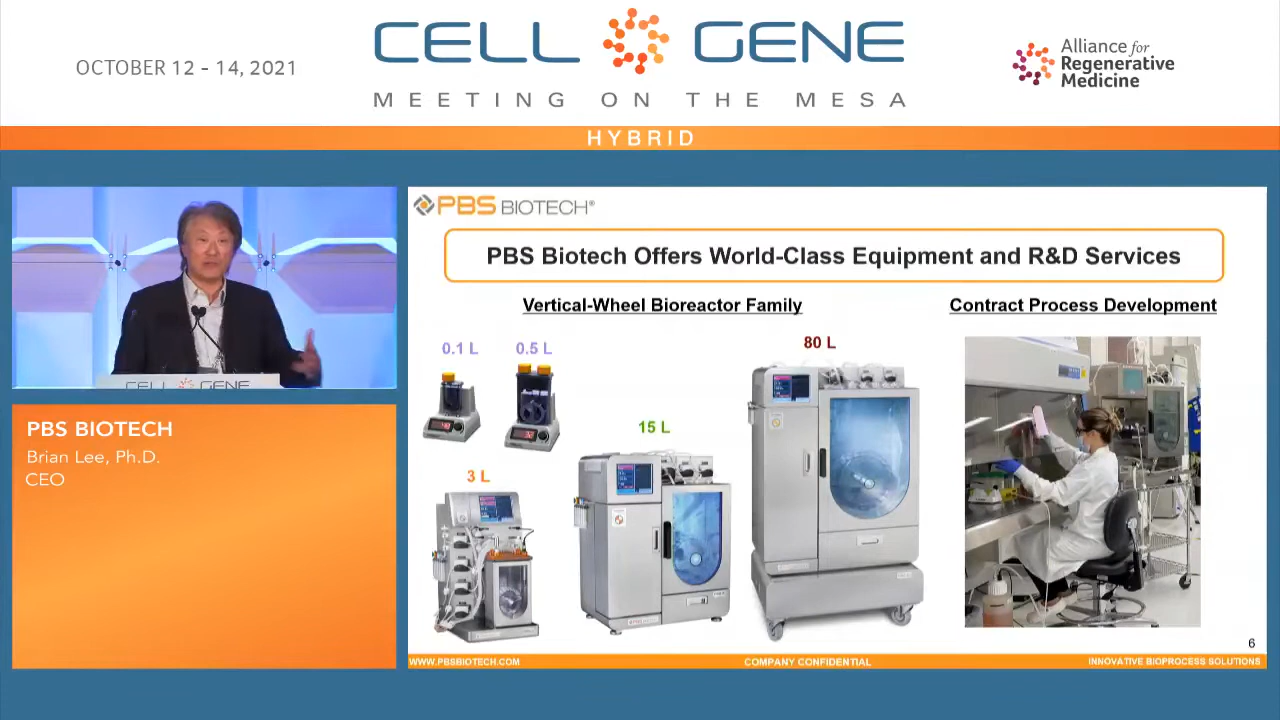 OCTOBER 12 - 14, 2021
CELL GENE
MEETING ON THE MESA
Alliance for
Regenerative
Medicine
HYBRID
CELL GENE
PBS BIOTECH
Brian Lee, Ph.D.
CEO
PBS BIOTECH®
PBS Biotech Offers World-Class Equipment and R&D Services
Vertical-Wheel Bioreactor Family
Contract Process Development
0.1 L
0.5 L
80 L
15 L
3 L
6
WWW.PBSBIOTECH.COM
COMPANY CONFIDENTIAL
INNOVATIVE BIOPROCESS SOLUTIONS